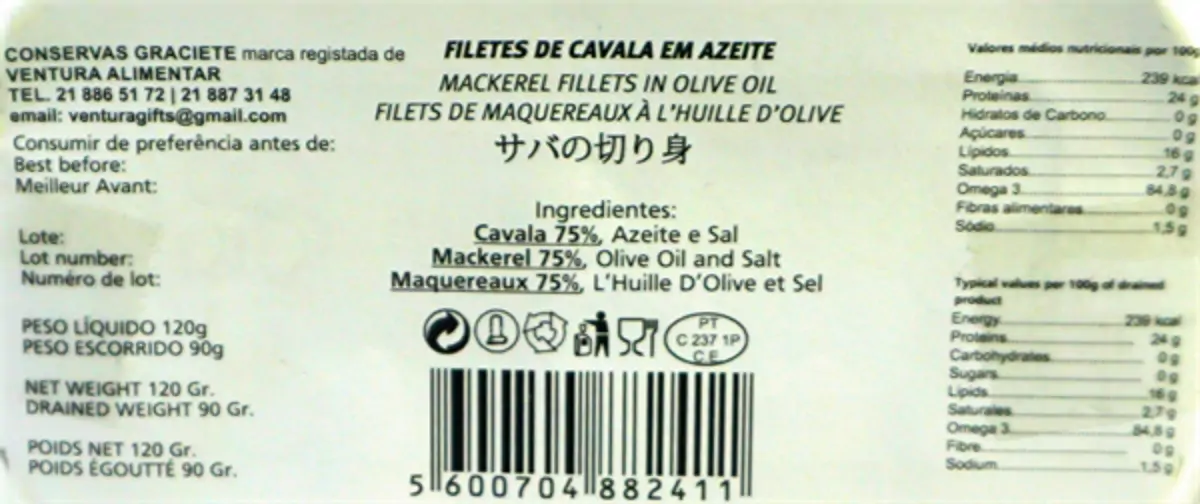 CONSERVAS GRACIETE marca registada de
VENTURA ALIMENTAR
TEL. 21 886 51 72 | 21 887 31 48
email: venturagifts@gmail.com
Consumir de preferência antes de:
Best before:
Meilleur Avant:
Lote:
Lot number:
Numéro de lot:
PESO LÍQUIDO 120g
PESO ESCORRIDO 90g
NET WEIGHT 120 Gr.
DRAINED WEIGHT 90 Gr.
POIDS NET 120 Gr.
POIDS ÉGOUTTÉ 90 Gr.
FILETES DE CAVALA EM AZEITE
MACKEREL FILLETS IN OLIVE OIL
FILETS DE MAQUEREAUX À L'HUILLE D'OLIVE
サバの切り身
Ingredientes:
Cavala 75%, Azeite e Sal
Mackerel 75%, Olive Oil and Salt
Maquereaux 75%, L'Huille D'Olive et Sel
PT
C 237 1P
C E
5 600704 882411
Valores médios nutricionais por 100g
Energia 239 kcal
Proteínas 24 g
Hidratos de Carbono 0 g
Açúcares 0 g
Lípidos 16 g
Saturados 2,7 g
Omega 3 84,8 g
Fibras alimentares 0 g
Sódio 1,5 g
Typical values per 100g of drained
product
Energy 239 kcal
Proteins 24 g
Carbohydrates 0 g
Sugars 0 g
Lipids 16 g
Saturates 2,7 g
Omega 3 84,8 g
Fibre 0 g
Sodium 1,5 g